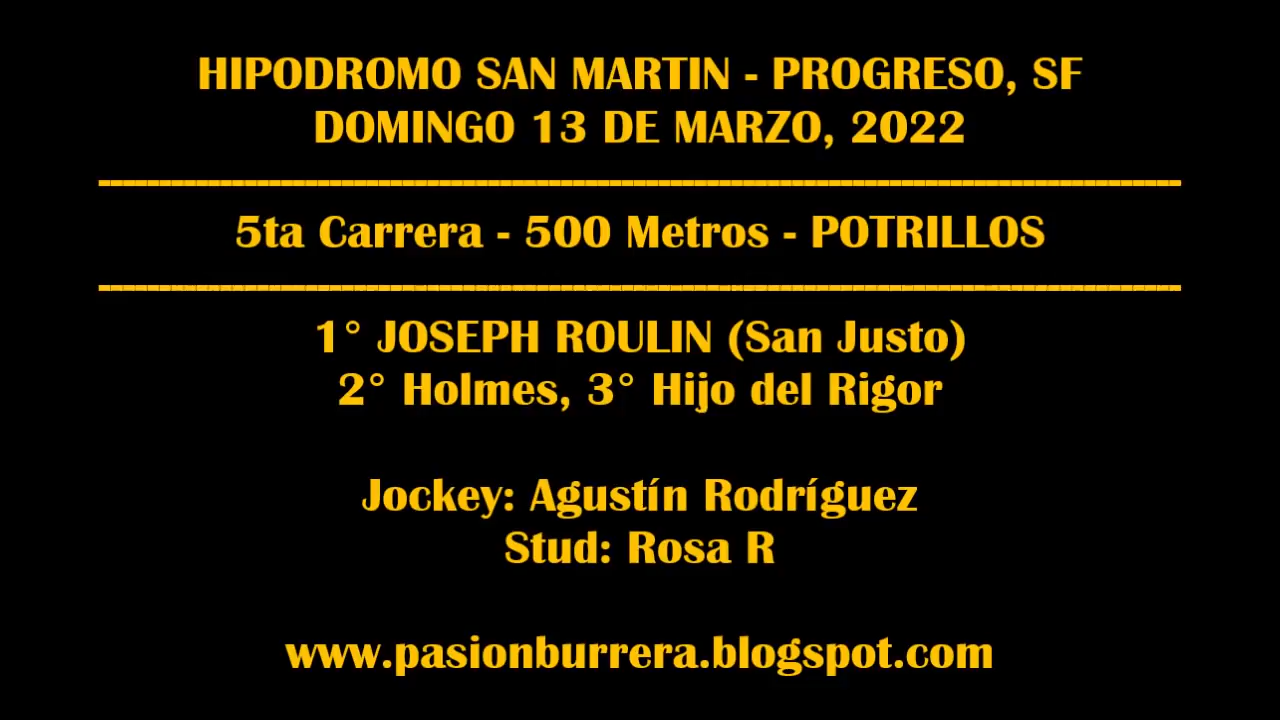 HIPODROMO SAN MARTIN - PROGRESO, SF
DOMINGO 13 DE MARZO, 2022
5ta Carrera - 500 Metros - POTRILLOS
1° JOSEPH ROULIN (San Justo)
2° Holmes, 3° Hijo del Rigor
Jockey: Agustín Rodríguez
Stud: Rosa R
www.pasionburrera.blogspot.com